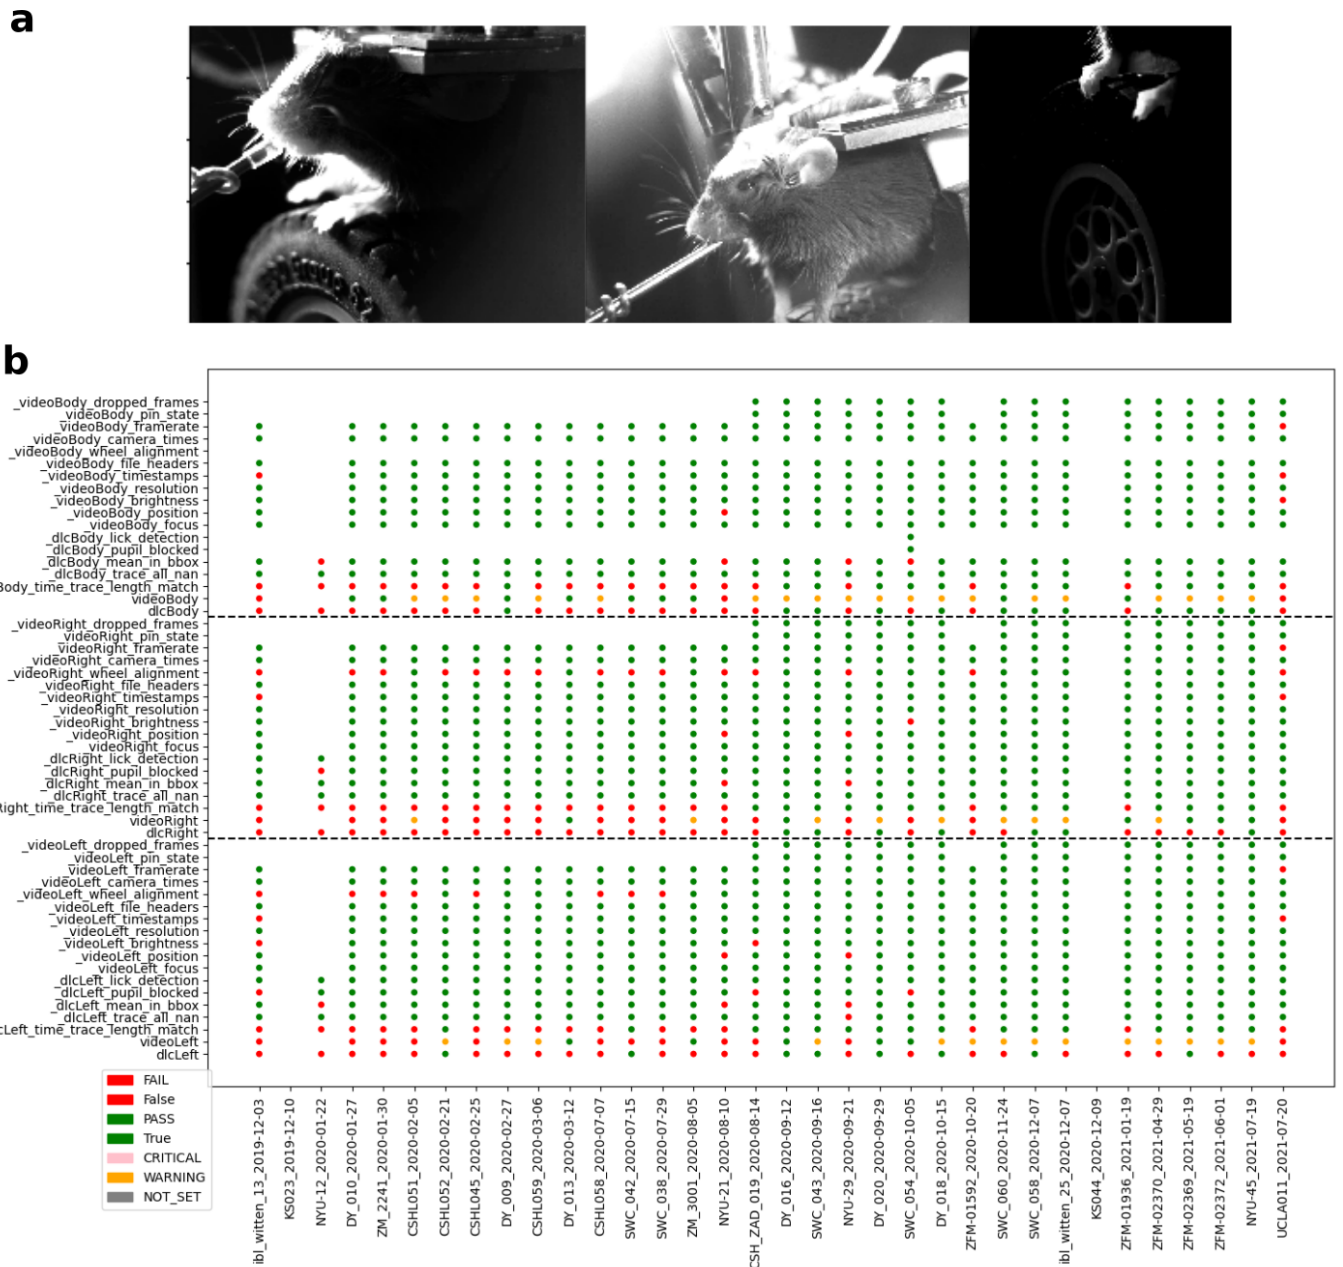 a
b
_videoBody_dropped_frames
_videoBody_pin_state
_videoBody_framerate
_videoBody_camera_times
_videoBody_wheel_alignment
_videoBody_file_headers
_videoBody_timestamps
_videoBody_resolution
_videoBody_brightness
_videoBody_position
_videoBody_focus
_dlcBody_lick_detection
_dlcBody_pupil_blocked
_dlcBody_mean_in_bbox
_dlcBody_trace_all_nan
Body_time_trace_length_match
videoBody
dlcBody
_videoRight_dropped_frames
_videoRight_pin_state
_videoRight_framerate
_videoRight_camera_times
_videoRight_wheel_alignment
_videoRight_file_headers
_videoRight_timestamps
_videoRight_resolution
_videoRight_brightness
_videoRight_position
_videoRight_focus
_dlcRight_lick_detection
_dlcRight_pupil_blocked
_dlcRight_mean_in_bbox
_dlcRight_trace_all_nan
Right_time_trace_length_match
videoRight
dlcRight
_videoLeft_dropped_frames
_videoLeft_pin_state
_videoLeft_framerate
_videoLeft_camera_times
_videoLeft_wheel_alignment
_videoLeft_file_headers
_videoLeft_timestamps
_videoLeft_resolution
_videoLeft_brightness
_videoLeft_position
_videoLeft_focus
_dlcLeft_lick_detection
_dlcLeft_pupil_blocked
_dlcLeft_mean_in_bbox
_dlcLeft_trace_all_nan
cLeft_time_trace_length_match
videoLeft
dlcLeft
FAIL
False
PASS
True
CRITICAL
WARNING
NOT_SET
ibl_witten_13_2019-12-03
KS023_2019-12-10
NYU-12_2020-01-22
DY_010_2020-01-27
ZM_2241_2020-01-30
CSHL051_2020-02-05
CSHL052_2020-02-21
CSHL045_2020-02-25
DY_009_2020-02-27
CSHL059_2020-03-06
DY_013_2020-03-12
CSHL058_2020-07-07
SWC_042_2020-07-15
SWC_038_2020-07-29
ZM_3001_2020-08-05
NYU-21_2020-08-10
CSH_ZAD_019_2020-08-14
DY_016_2020-09-12
SWC_043_2020-09-16
NYU-29_2020-09-21
DY_020_2020-09-29
SWC_054_2020-10-05
DY_018_2020-10-15
ZFM-01592_2020-10-20
SWC_060_2020-11-24
SWC_058_2020-12-07
ibl_witten_25_2020-12-07
KS044_2020-12-09
ZFM-01936_2021-01-19
ZFM-02370_2021-04-29
ZFM-02369_2021-05-19
ZFM-02372_2021-06-01
NYU-45_2021-07-19
UCLA011_2021-07-20